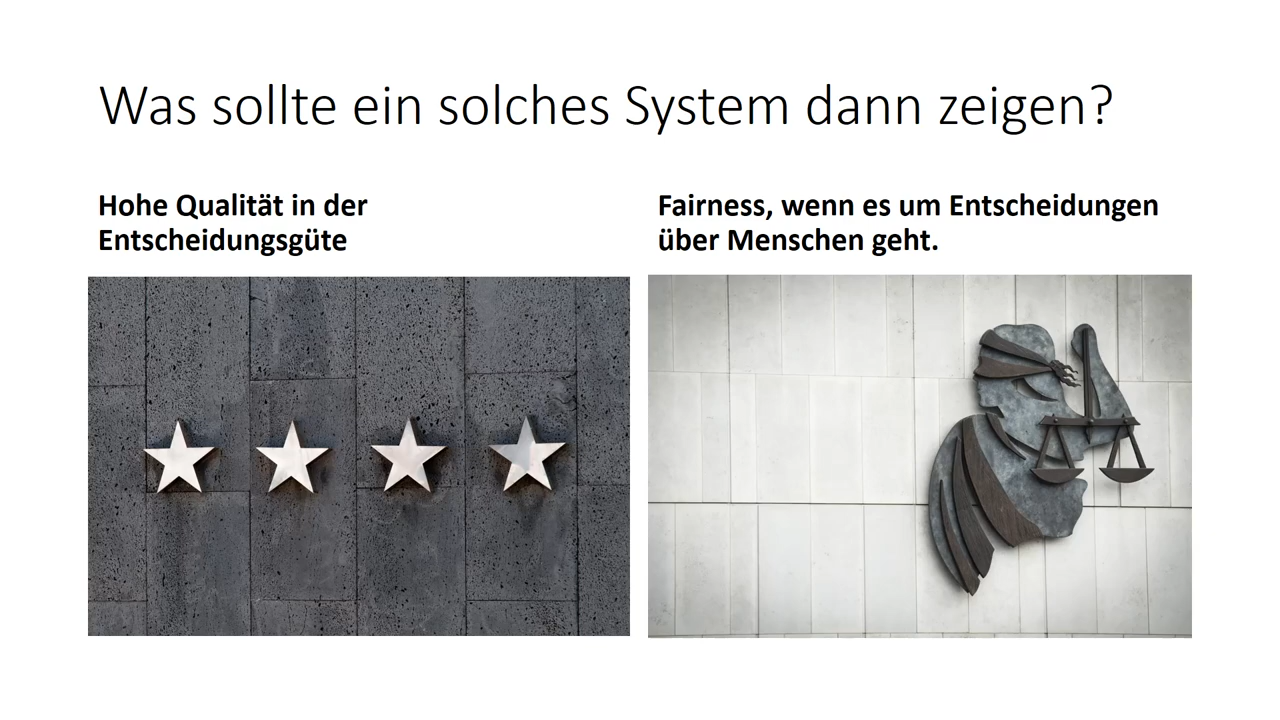 Was sollte ein solches System dann zeigen?
Hohe Qualität in der
Entscheidungsgüte
Fairness, wenn es um Entscheidungen
über Menschen geht.